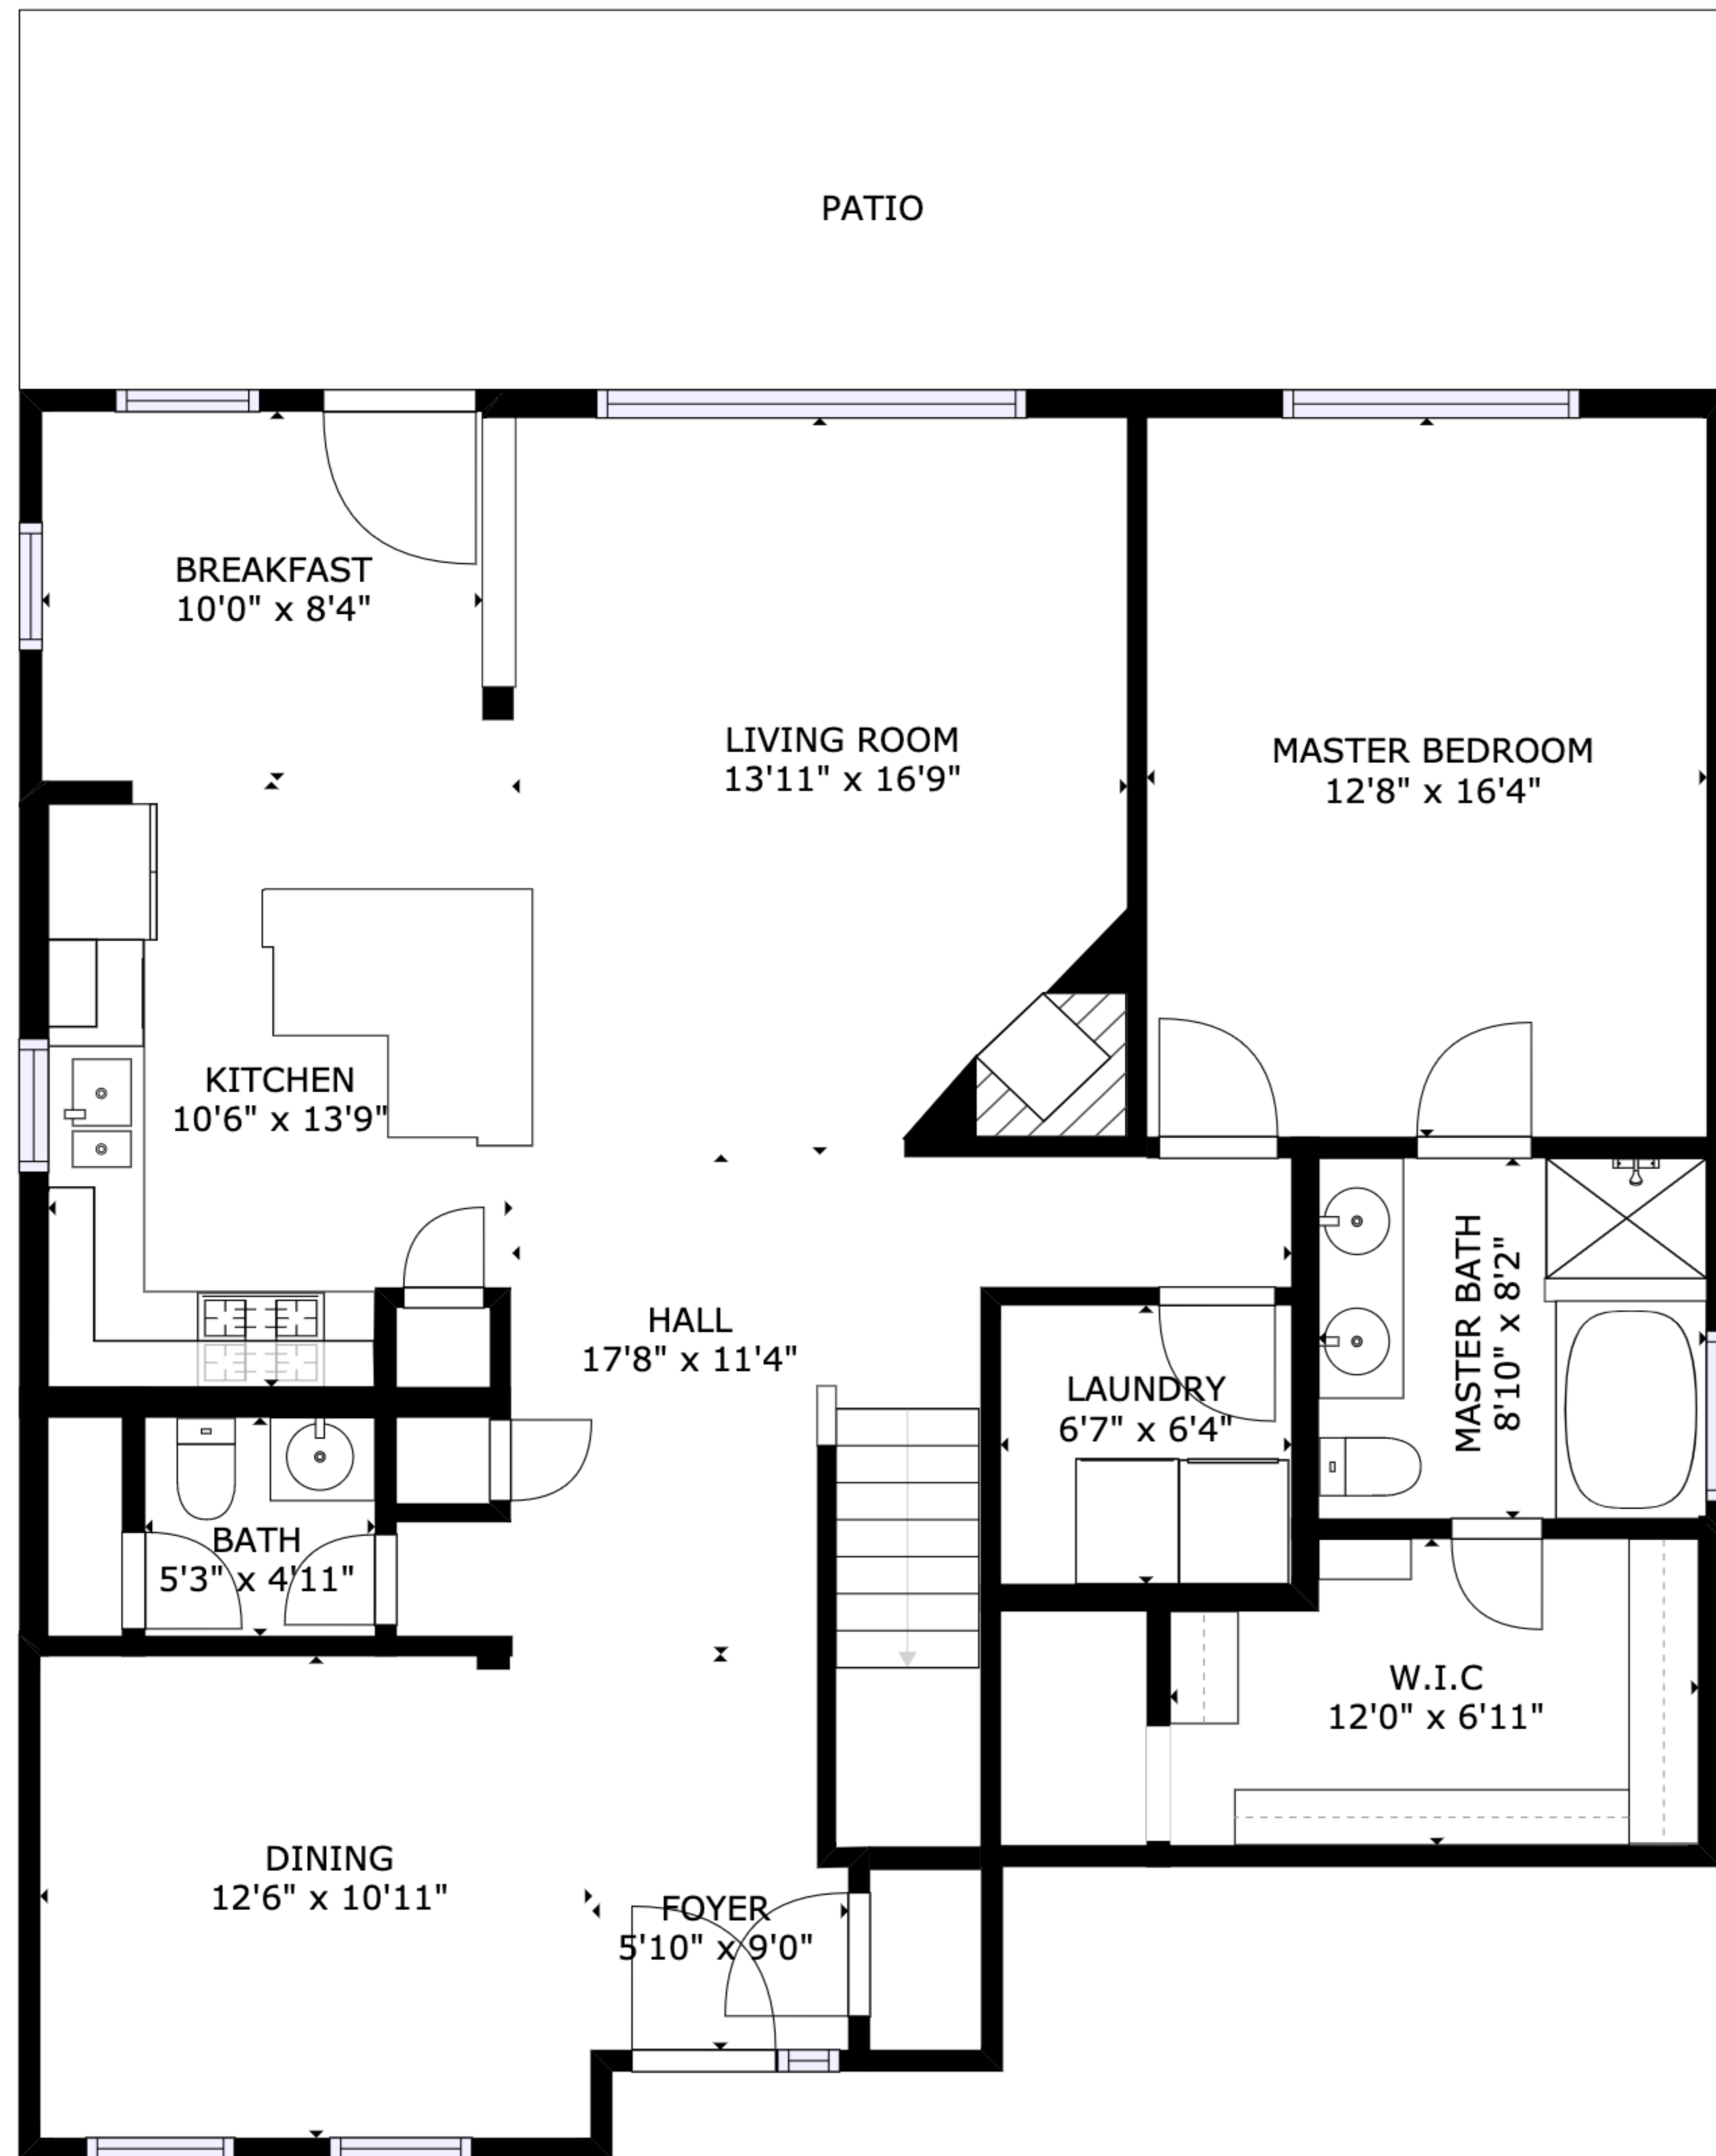 PATIO
BREAKFAST
10'0" x 8'4"
LIVING ROOM
13'11" x 16'9"
MASTER BEDROOM
12'8" x 16'4"
KITCHEN
10'6" x 13'9"
HALL
17'8" x 11'4"
LAUNDRY
6'7" x 6'4"
MASTER BATH
8'10" x 8'2"
BATH
5'3" x 4'11"
W.I.C
12'0" x 6'11"
DINING
12'6" x 10'11"
FOYER
5'10" x 9'0"